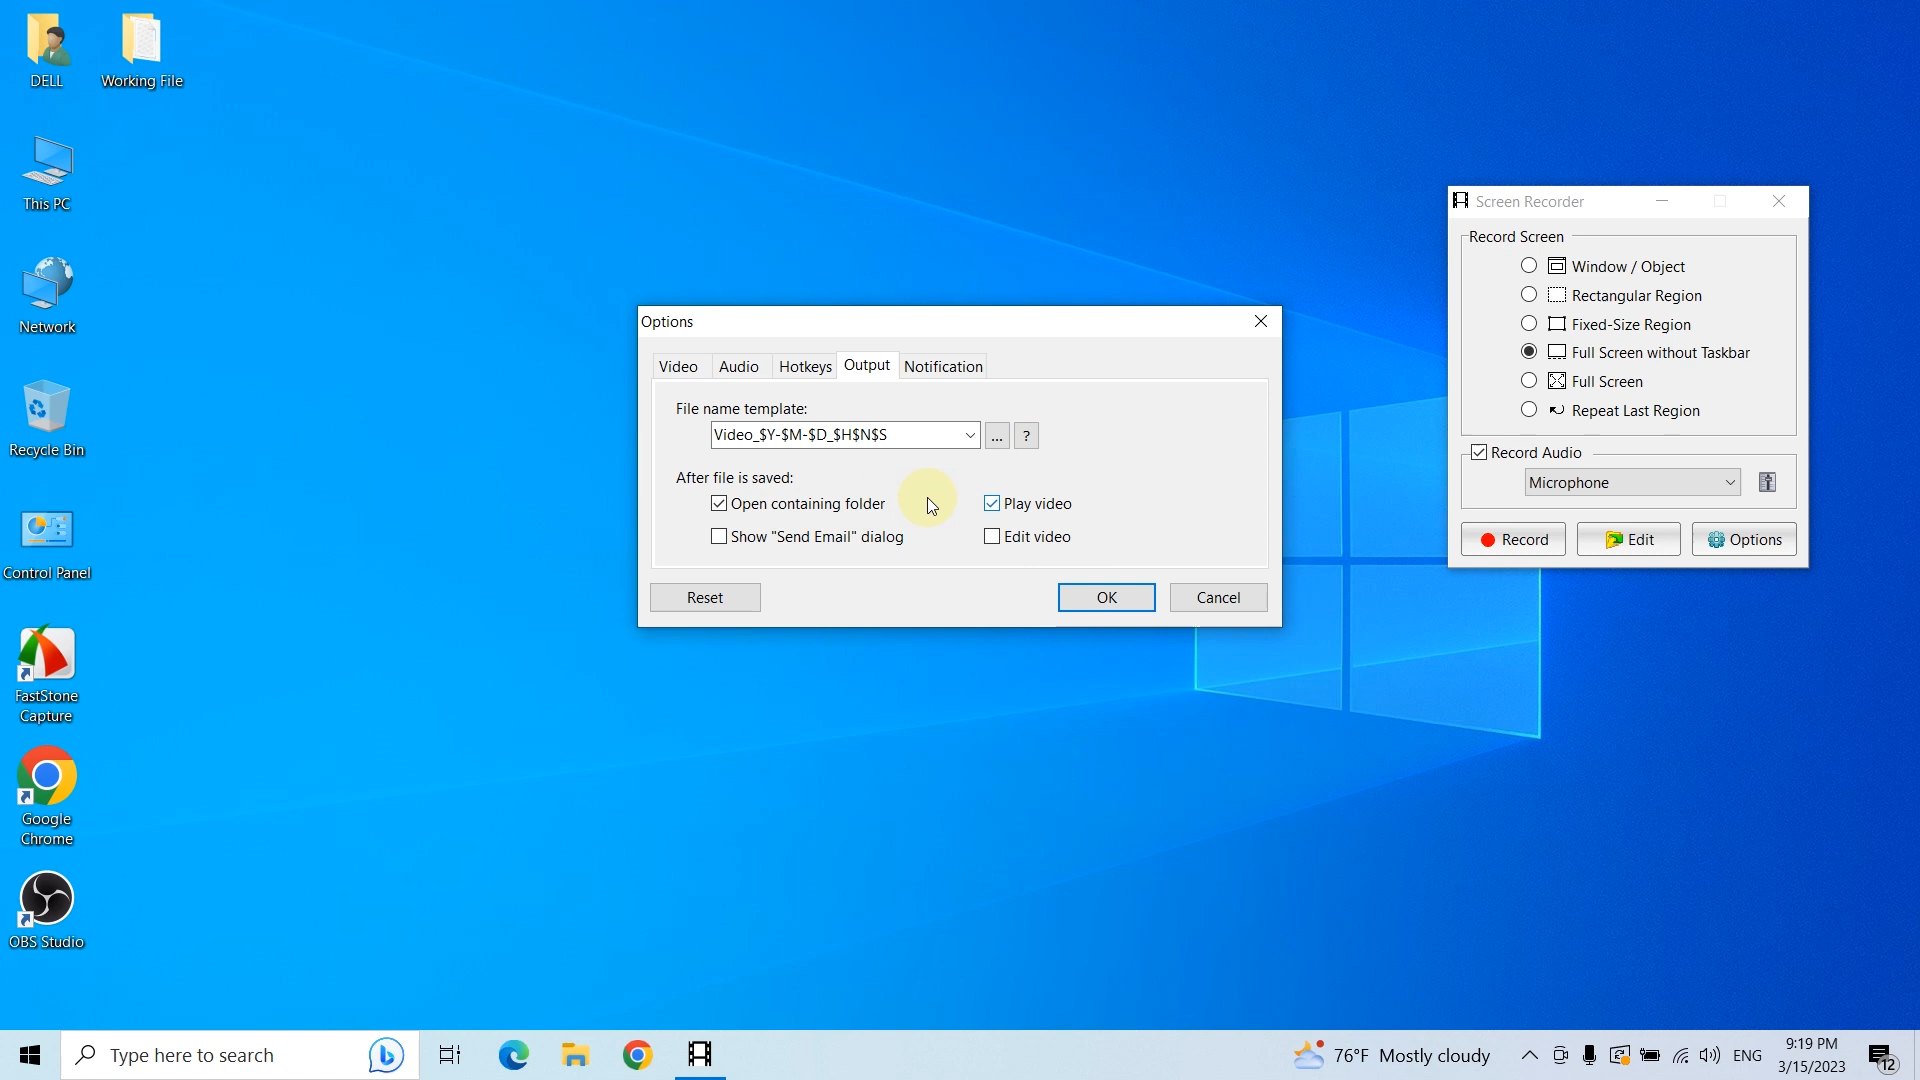 DELL
Working File
This PC
Network
Recycle Bin
Control Panel
FastStone
Capture
Google
Chrome
OBS Studio
Options
Video
Audio
Hotkeys
Output
Notification
File name template:
Video_$Y-$M-$D_$H$N$S
...
?
After file is saved:
Open containing folder
Play video
Show "Send Email" dialog
Edit video
Reset
OK
Cancel
Screen Recorder
Record Screen
Window / Object
Rectangular Region
Fixed-Size Region
Full Screen without Taskbar
Full Screen
Repeat Last Region
Record Audio
Microphone
Record
Edit
Options
Type here to search
76°F Mostly cloudy
ENG
9:19 PM
3/15/2023
12